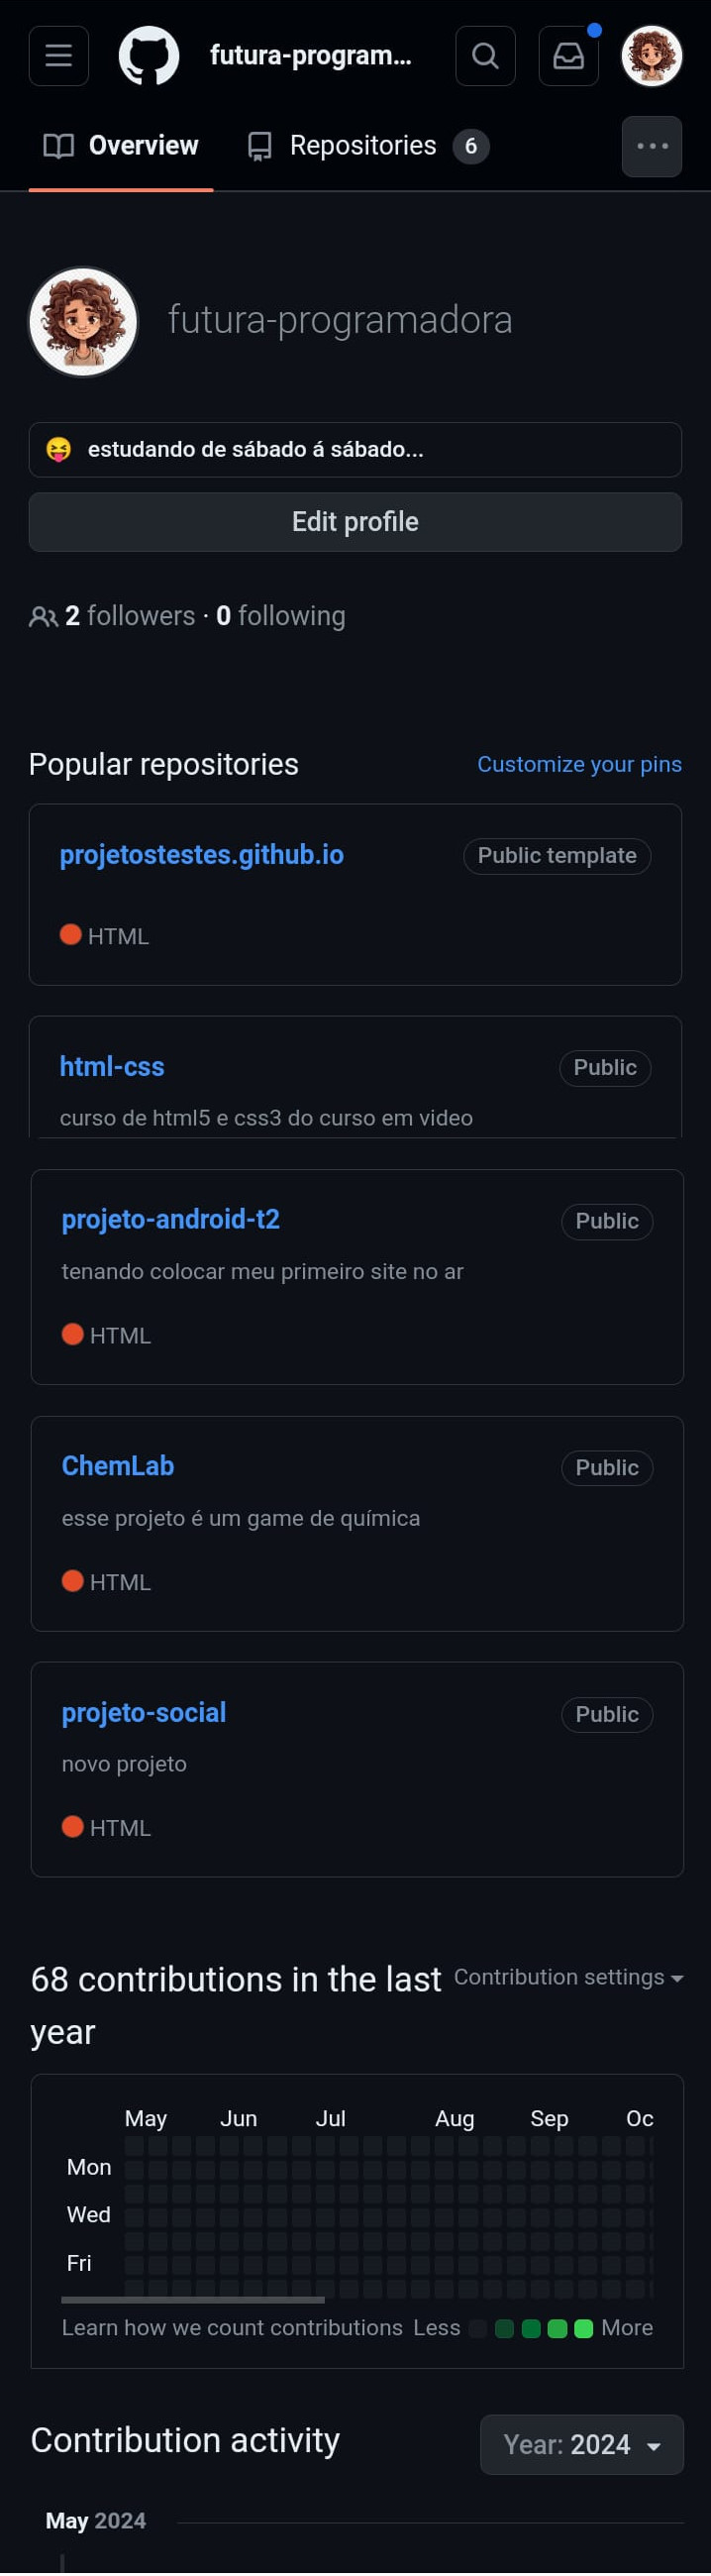 futura-program...
Overview
Repositories 6
futura-programadora
estudando de sábado á sábado...
Edit profile
2 followers · 0 following
Popular repositories
Customize your pins
projetostestes.github.io
Public template
HTML
html-css
Public
curso de html5 e css3 do curso em video
projeto-android-t2
Public
tenando colocar meu primeiro site no ar
HTML
ChemLab
Public
esse projeto é um game de química
HTML
projeto-social
Public
novo projeto
HTML
68 contributions in the last
year
Contribution settings
May Jun Jul Aug Sep Oc
Mon
Wed
Fri
Learn how we count contributions Less More
Contribution activity
Year: 2024
May 2024